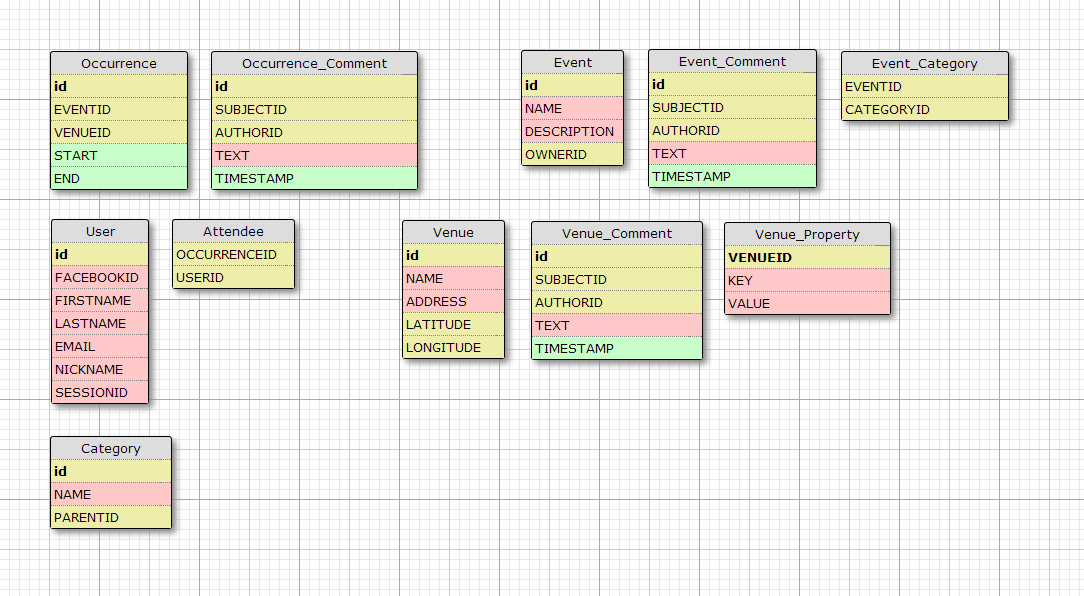 Occurrence
id
EVENTID
VENUEID
START
END
Occurrence_Comment
id
SUBJECTID
AUTHORID
TEXT
TIMESTAMP
Event
id
NAME
DESCRIPTION
OWNERID
Event_Comment
id
SUBJECTID
AUTHORID
TEXT
TIMESTAMP
Event_Category
EVENTID
CATEGORYID
User
id
FACEBOOKID
FIRSTNAME
LASTNAME
EMAIL
NICKNAME
SESSIONID
Attendee
OCCURRENCEID
USERID
Venue
id
NAME
ADDRESS
LATITUDE
LONGITUDE
Venue_Comment
id
SUBJECTID
AUTHORID
TEXT
TIMESTAMP
Venue_Property
VENUEID
KEY
VALUE
Category
id
NAME
PARENTID